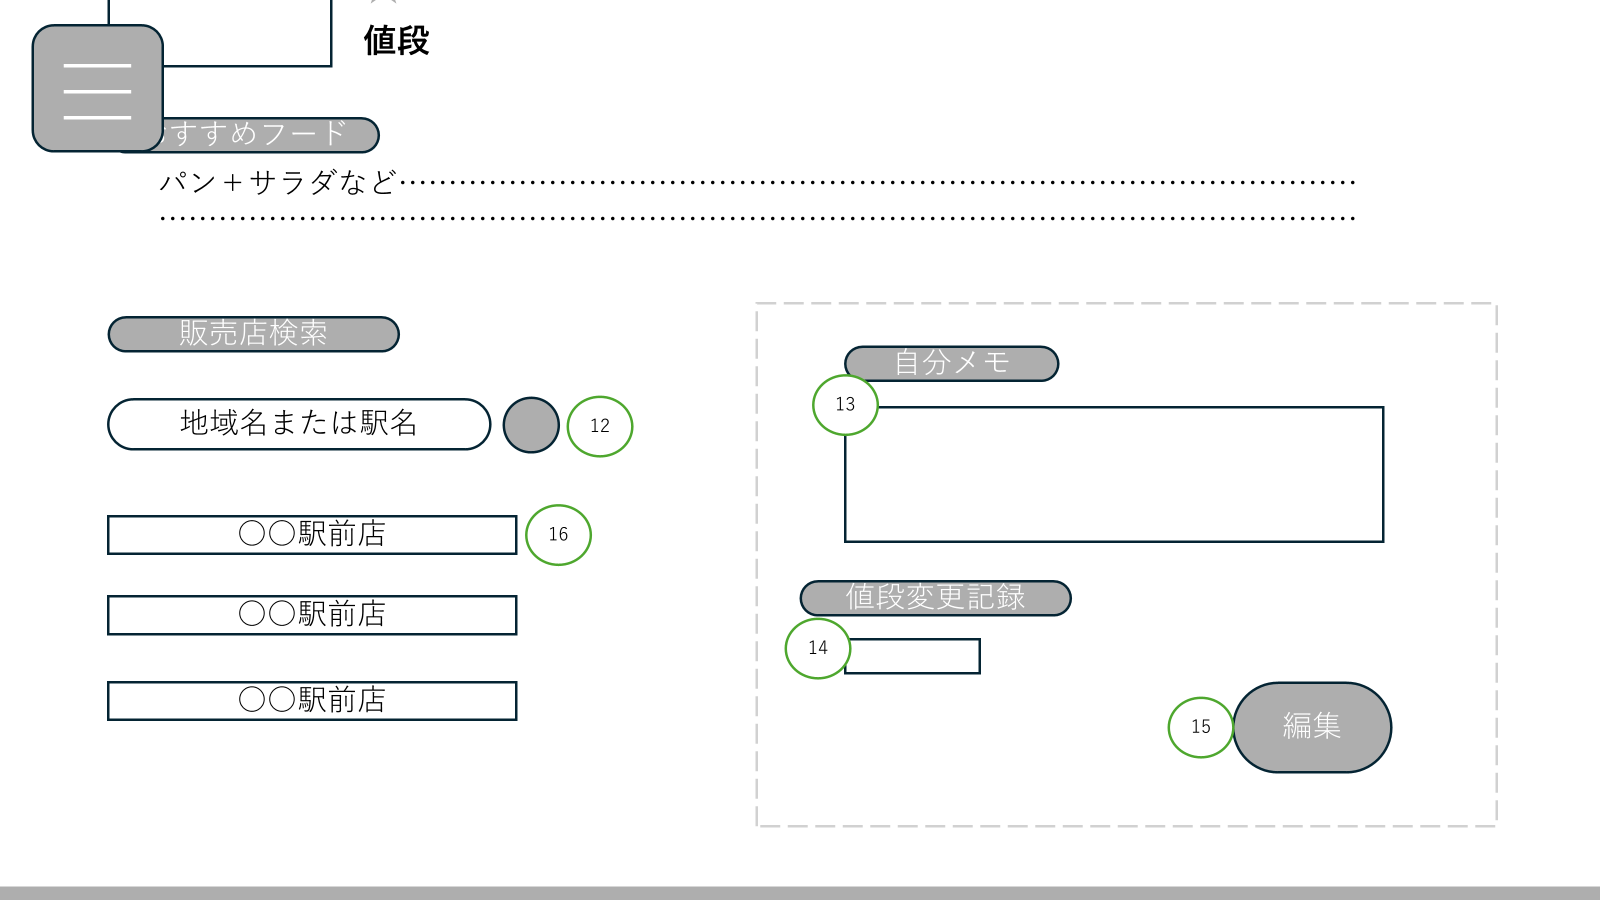 値段
すすめフード
パン＋サラダなど………………………………………………………………………………
………………………………………………………………………………………………
販売店検索
地域名または駅名
12
〇〇駅前店
16
〇〇駅前店
〇〇駅前店
自分メモ
13
値段変更記録
14
15
編集